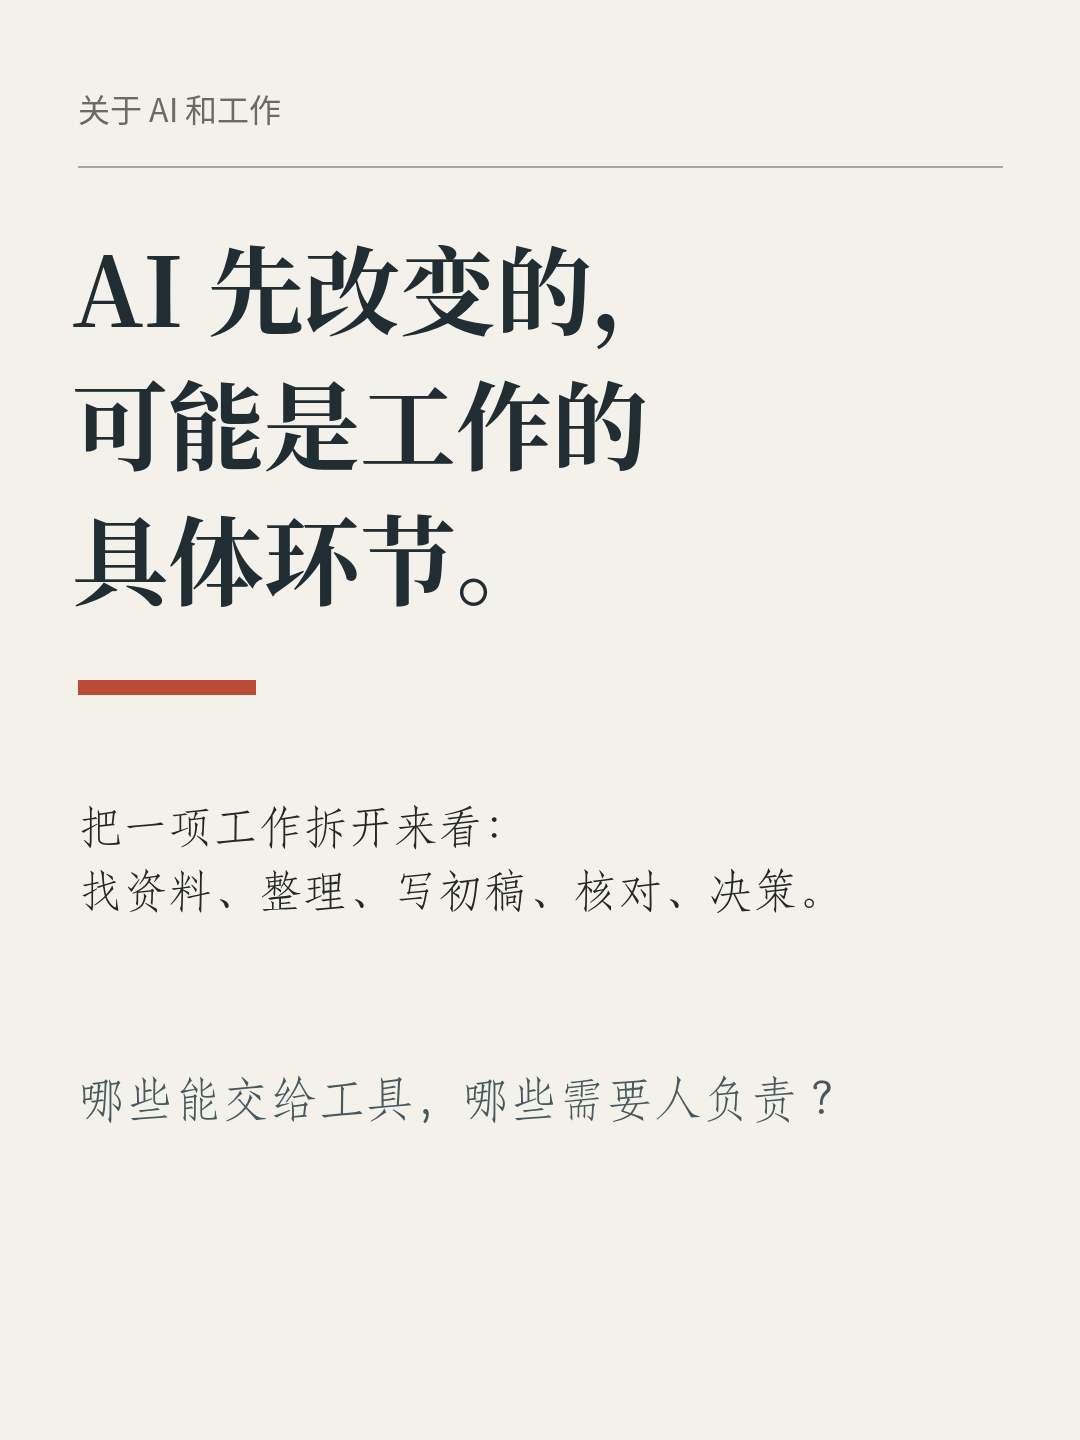 关于 AI 和工作
AI 先改变的，
可能是工作的
具体环节。
把一项工作拆开来看：
找资料、整理、写初稿、核对、决策。
哪些能交给工具，哪些需要人负责？